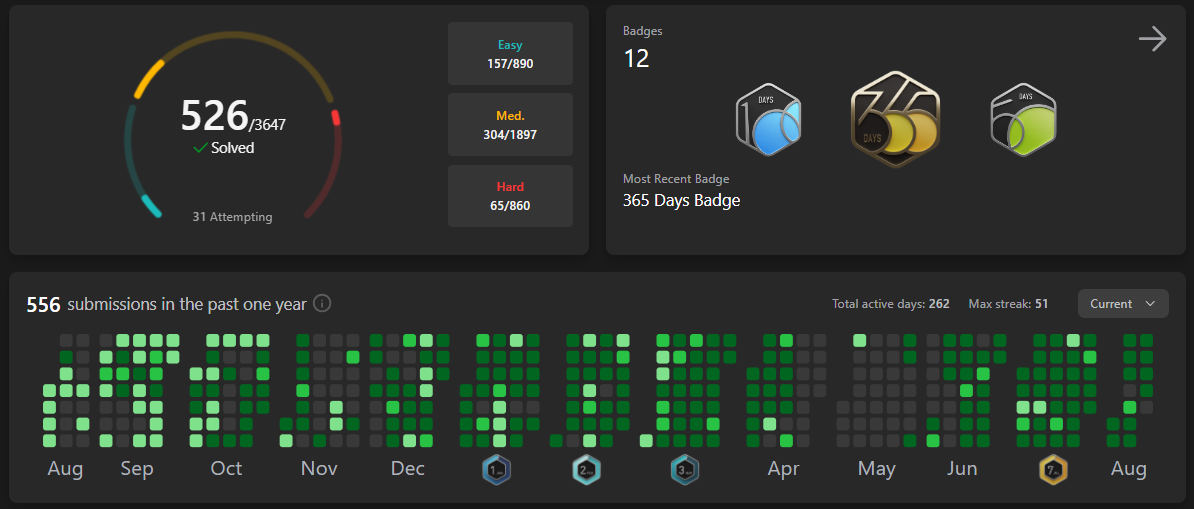 526/3647
Solved
31 Attempting
Easy
157/890
Med.
304/1897
Hard
65/860
Badges
12
DAYS
365
DAYS
DAYS
Most Recent Badge
365 Days Badge
556 submissions in the past one year
Total active days: 262
Max streak: 51
Current
Aug Sep Oct Nov Dec 1 2 3 Apr May Jun 7 Aug